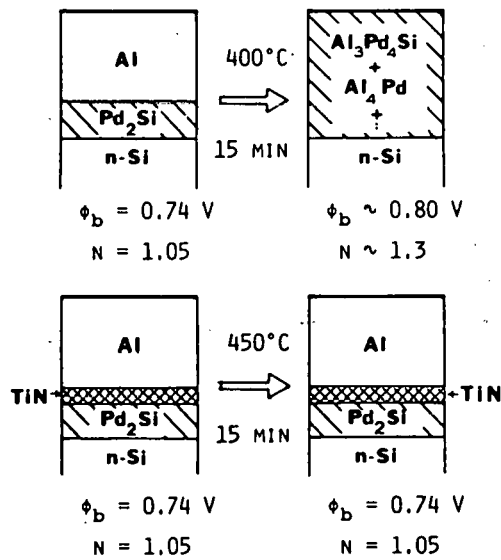 Al
Pd₂Si
n-Si
400°C
15 MIN
Al₃Pd₄Si
+
Al₄Pd
+
n-Si
ϕb = 0.74 V
N = 1.05
ϕb ~ 0.80 V
N ~ 1.3
Al
TiN
Pd₂Si
n-Si
450°C
15 MIN
Al
TiN
Pd₂Si
n-Si
ϕb = 0.74 V
N = 1.05
ϕb = 0.74 V
N = 1.05